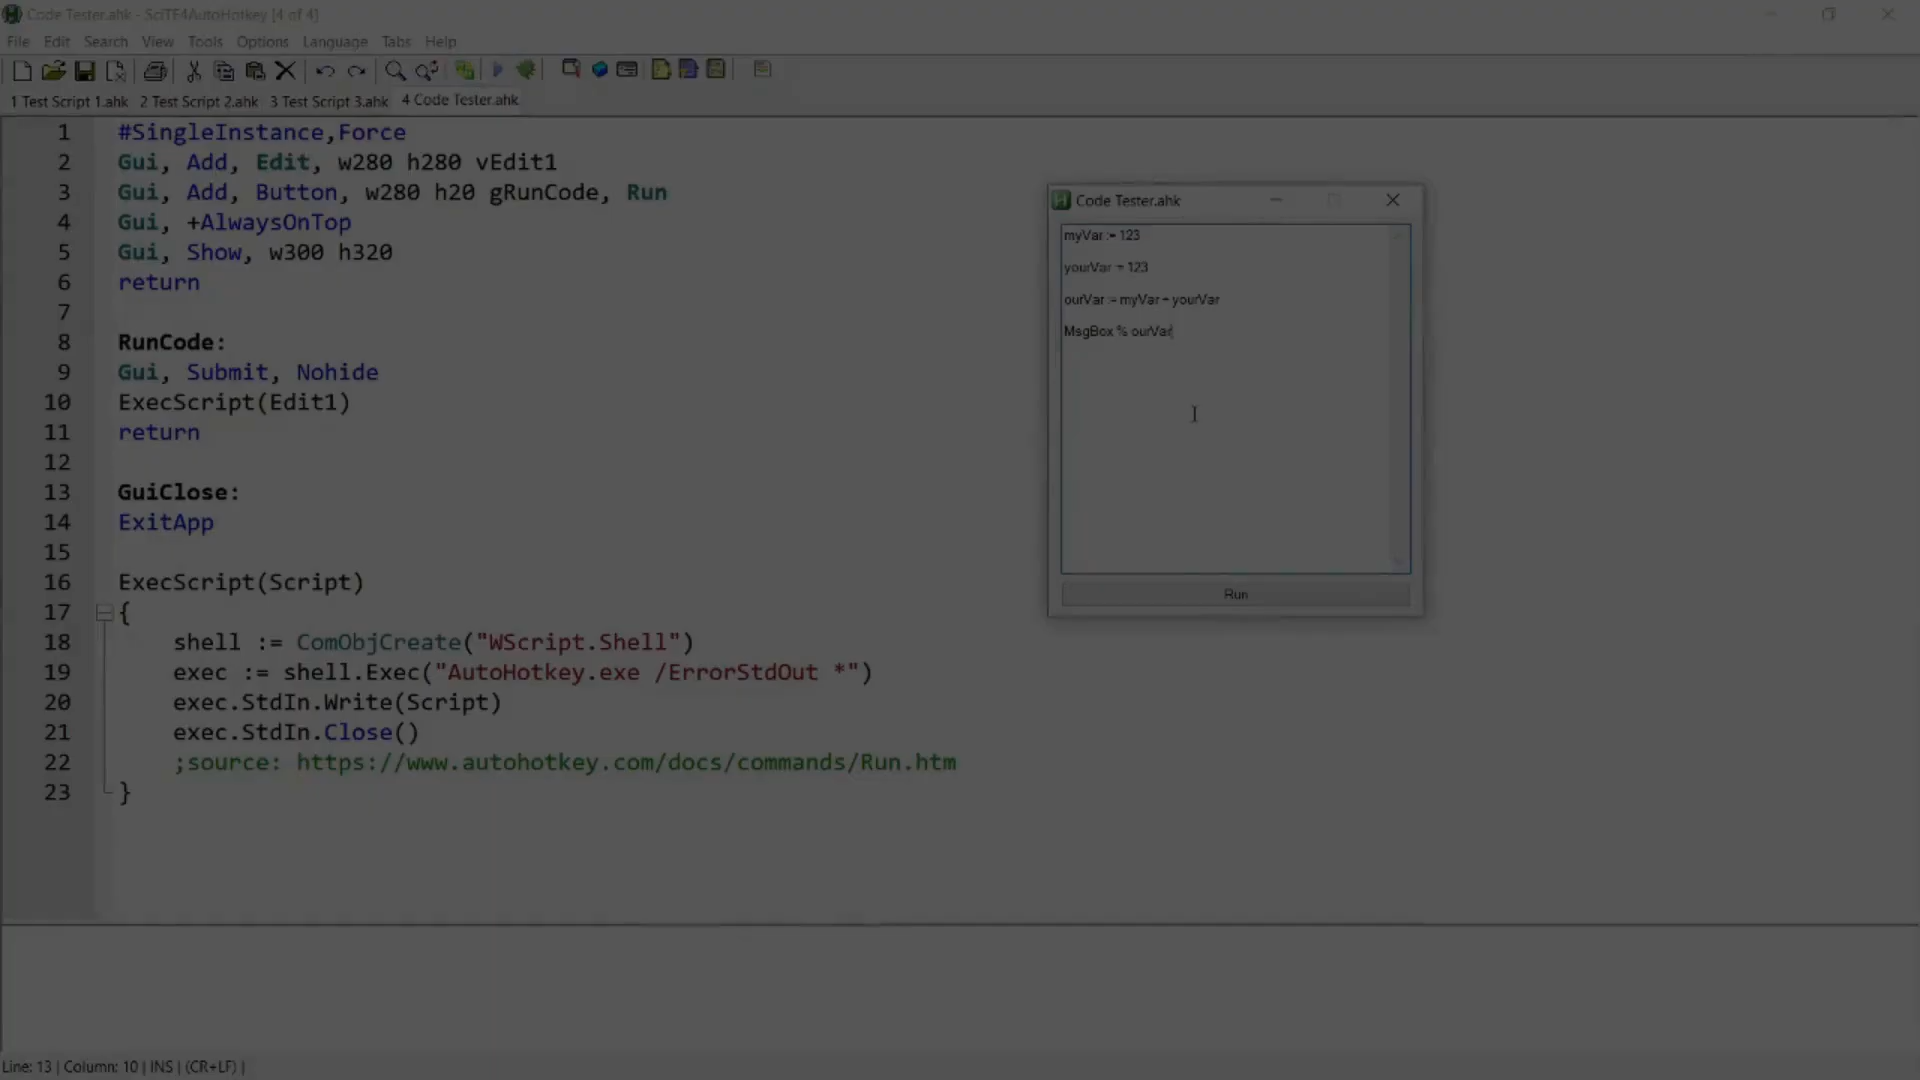 Code Tester.ahk - SciTE4AutoHotkey [4 of 4]
File Edit Search View Tools Options Language Tabs Help
1 Test Script 1.ahk 2 Test Script 2.ahk 3 Test Script 3.ahk 4 Code Tester.ahk
1 #SingleInstance,Force
2 Gui, Add, Edit, w280 h280 vEdit1
3 Gui, Add, Button, w280 h20 gRunCode, Run
4 Gui, +AlwaysOnTop
5 Gui, Show, w300 h320
6 return
7
8 RunCode:
9 Gui, Submit, Nohide
10 ExecScript(Edit1)
11 return
12
13 GuiClose:
14 ExitApp
15
16 ExecScript(Script)
17 {
18 shell := ComObjCreate("WScript.Shell")
19 exec := shell.Exec("AutoHotkey.exe /ErrorStdOut *")
20 exec.StdIn.Write(Script)
21 exec.StdIn.Close()
22 ;source: https://www.autohotkey.com/docs/commands/Run.htm
23 }
Code Tester.ahk
myVar := 123
yourVar := 123
ourVar := myVar + yourVar
MsgBox % ourVar
Run
Line: 13 | Column: 10 | INS | (CR+LF) |